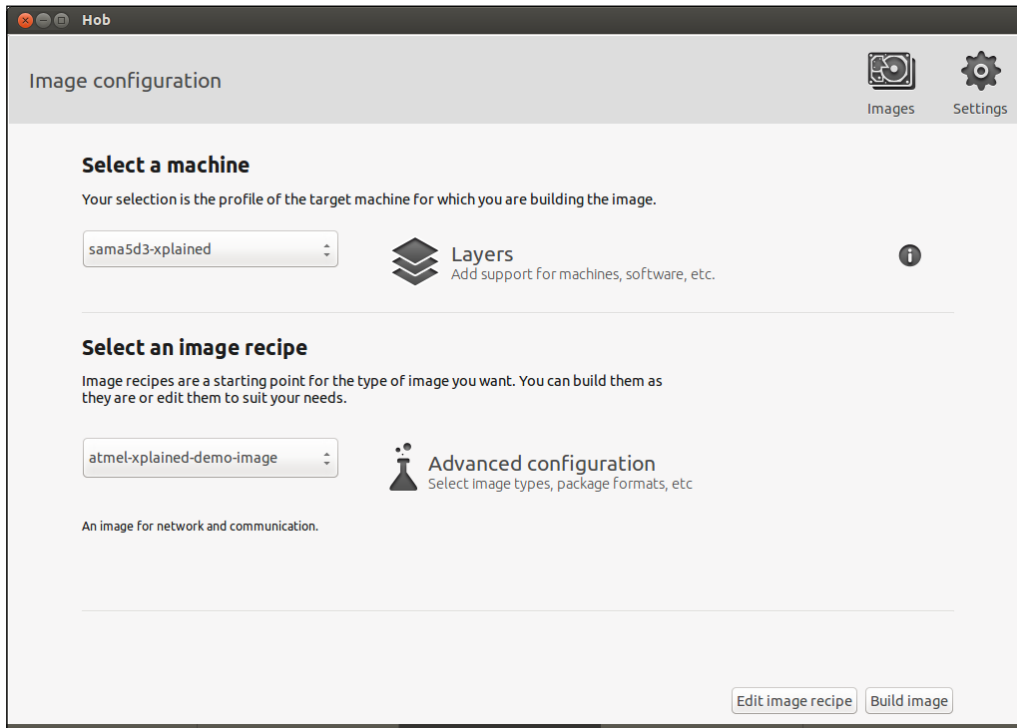 Hob
Image configuration
Images
Settings
Select a machine
Your selection is the profile of the target machine for which you are building the image.
sama5d3-xplained
Layers
Add support for machines, software, etc.
Select an image recipe
Image recipes are a starting point for the type of image you want. You can build them as
they are or edit them to suit your needs.
atmel-xplained-demo-image
Advanced configuration
Select image types, package formats, etc
An image for network and communication.
Edit image recipe
Build image